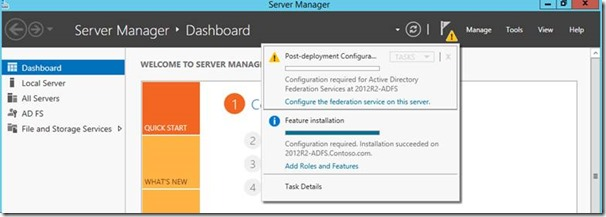 Server Manager
Server Manager ▸ Dashboard
Manage Tools View Help
Dashboard
Local Server
All Servers
AD FS
File and Storage Services
WELCOME TO SERVER MANAG
QUICK START
WHAT'S NEW
1 Co
2
3
4
Post-deployment Configura... TASKS X
Configuration required for Active Directory
Federation Services at 2012R2-ADFS
Configure the federation service on this server.
Feature installation
Configuration required. Installation succeeded on
2012R2-ADFS.Contoso.com.
Add Roles and Features
Task Details